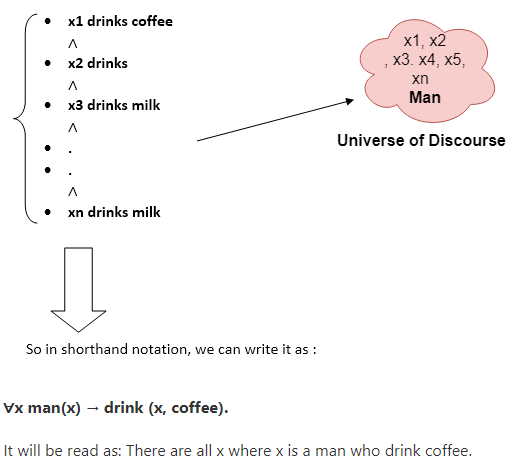 • x1 drinks coffee
∧
• x2 drinks
∧
• x3 drinks milk
∧
• .
• .
∧
• xn drinks milk
x1, x2
, x3. x4, x5,
xn
Man
Universe of Discourse
So in shorthand notation, we can write it as :
∀x man(x) → drink (x, coffee).
It will be read as: There are all x where x is a man who drink coffee.